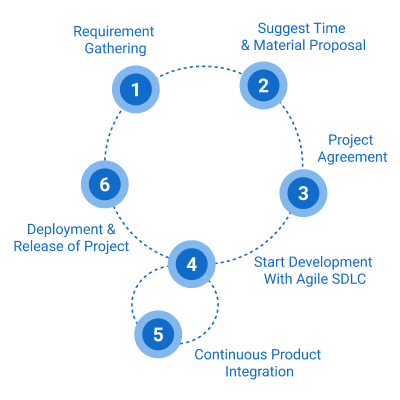 Requirement
Gathering
1
Suggest Time
& Material Proposal
2
Project
Agreement
3
Start Development
With Agile SDLC
4
Continuous Product
Integration
5
Deployment &
Release of Project
6